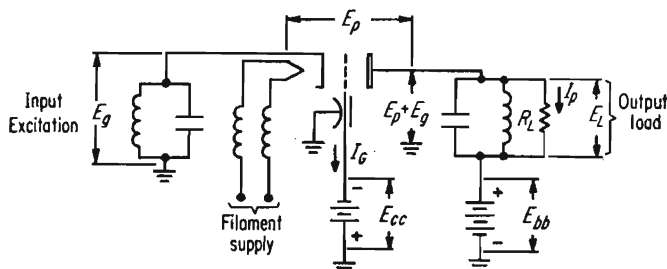 E_p
Input
Excitation
E_g
E_p + E_g
I_G
R_L
I_p
E_L
Output
load
Filament
supply
-
E_cc
+
+
E_bb
-